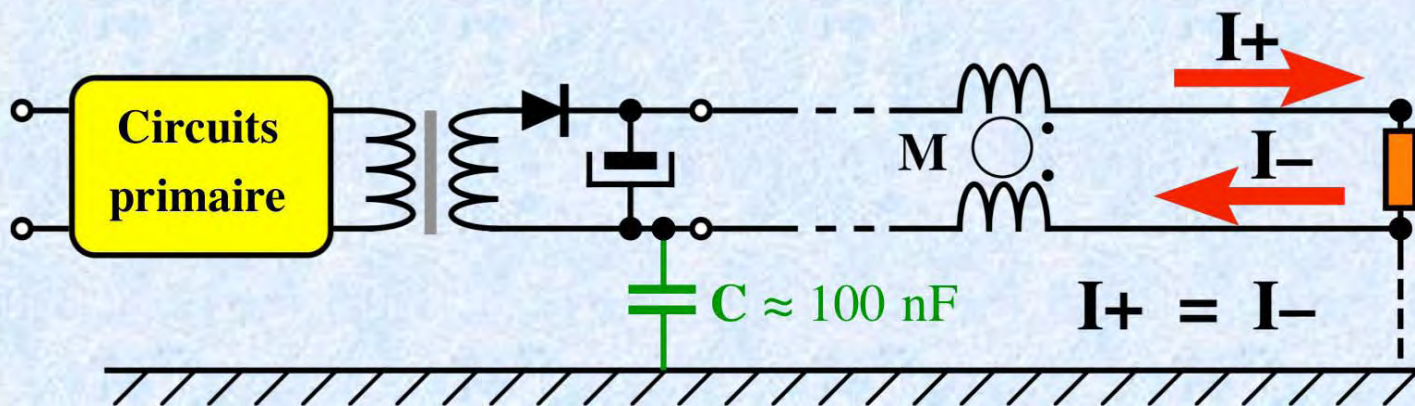 I+
Circuits
primaire
M
I–
C ≈ 100 nF
I+ = I–